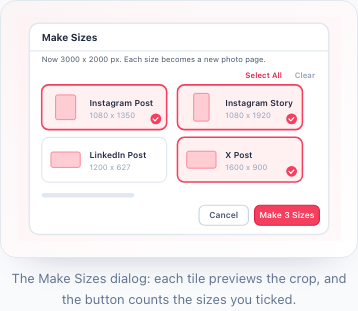 Make Sizes
Now 3000 x 2000 px. Each size becomes a new photo page.
Select All Clear
Instagram Post
1080 x 1350
Instagram Story
1080 x 1920
LinkedIn Post
1200 x 627
X Post
1600 x 900
Cancel Make 3 Sizes
The Make Sizes dialog: each tile previews the crop, and
the button counts the sizes you ticked.